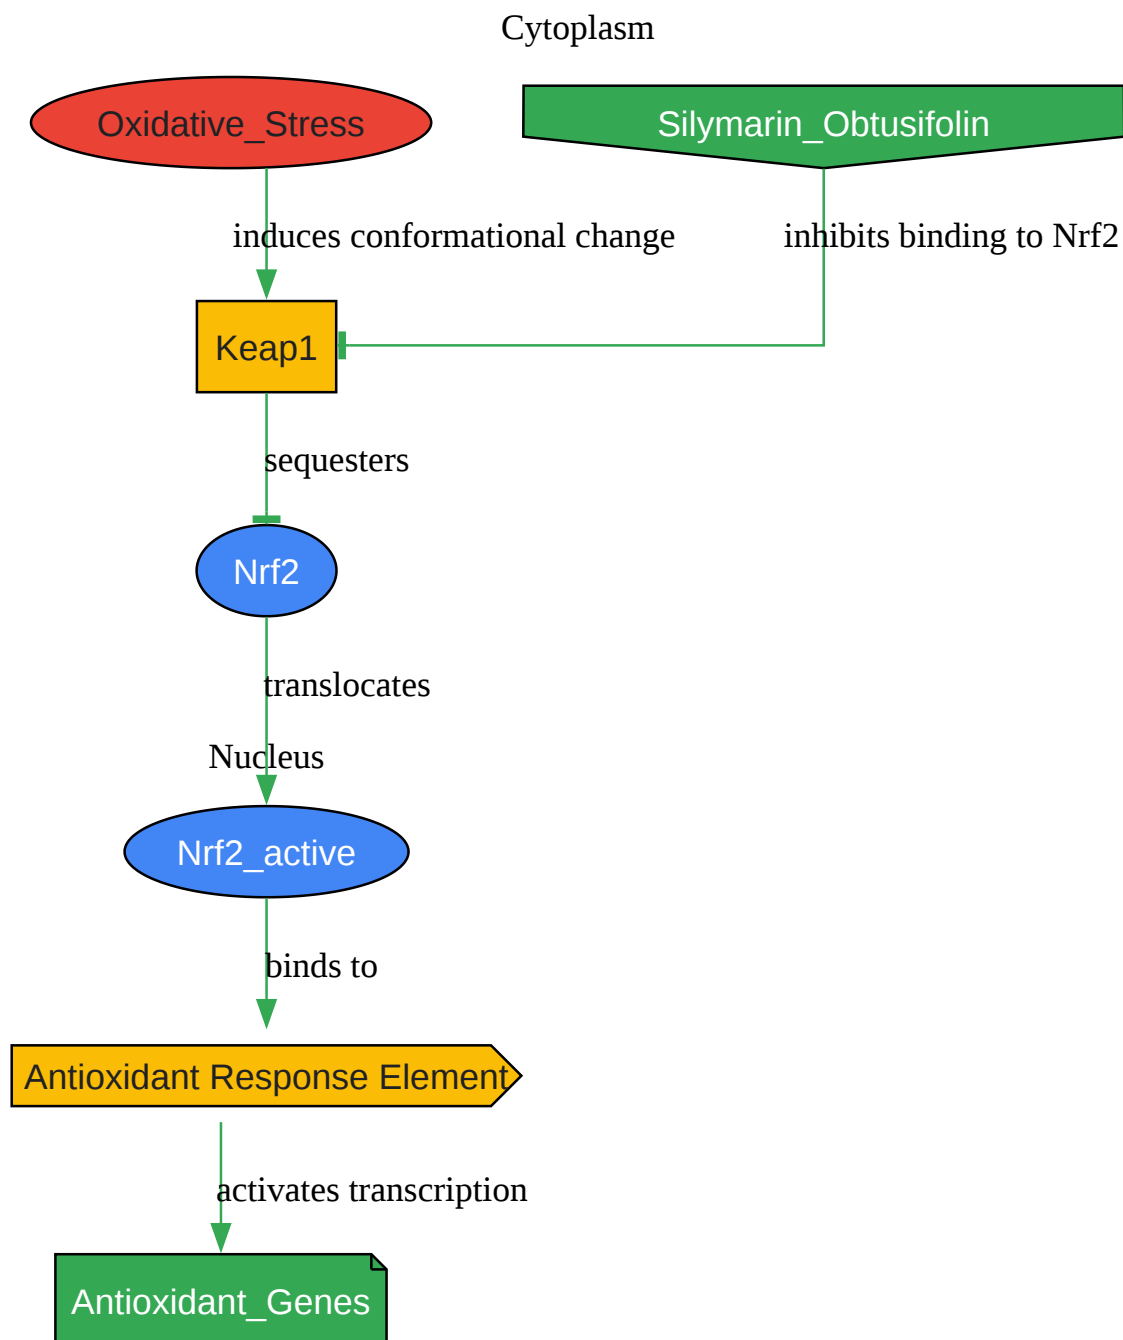 Cytoplasm
Oxidative_Stress
Silymarin_Obtusifolin
induces conformational change
inhibits binding to Nrf2
Keap1
sequesters
Nrf2
translocates
Nucleus
Nrf2_active
binds to
Antioxidant Response Element
activates transcription
Antioxidant_Genes